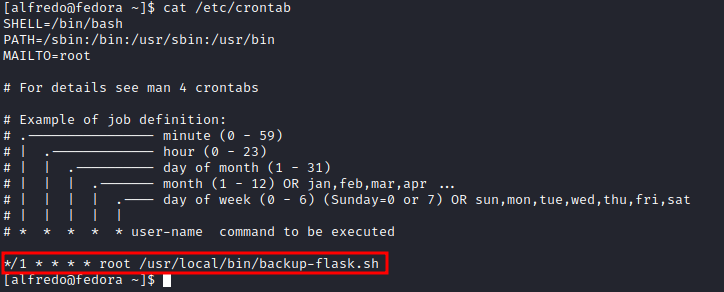 [alfredo@fedora ~]$ cat /etc/crontab
SHELL=/bin/bash
PATH=/sbin:/bin:/usr/sbin:/usr/bin
MAILTO=root
# For details see man 4 crontabs
# Example of job definition:
# .---------------- minute (0 - 59)
# | .------------- hour (0 - 23)
# | | .---------- day of month (1 - 31)
# | | | .------- month (1 - 12) OR jan,feb,mar,apr ...
# | | | | .---- day of week (0 - 6) (Sunday=0 or 7) OR sun,mon,tue,wed,thu,fri,sat
# | | | | |
# * * * * * user-name command to be executed
*/1 * * * * root /usr/local/bin/backup-flask.sh
[alfredo@fedora ~]$